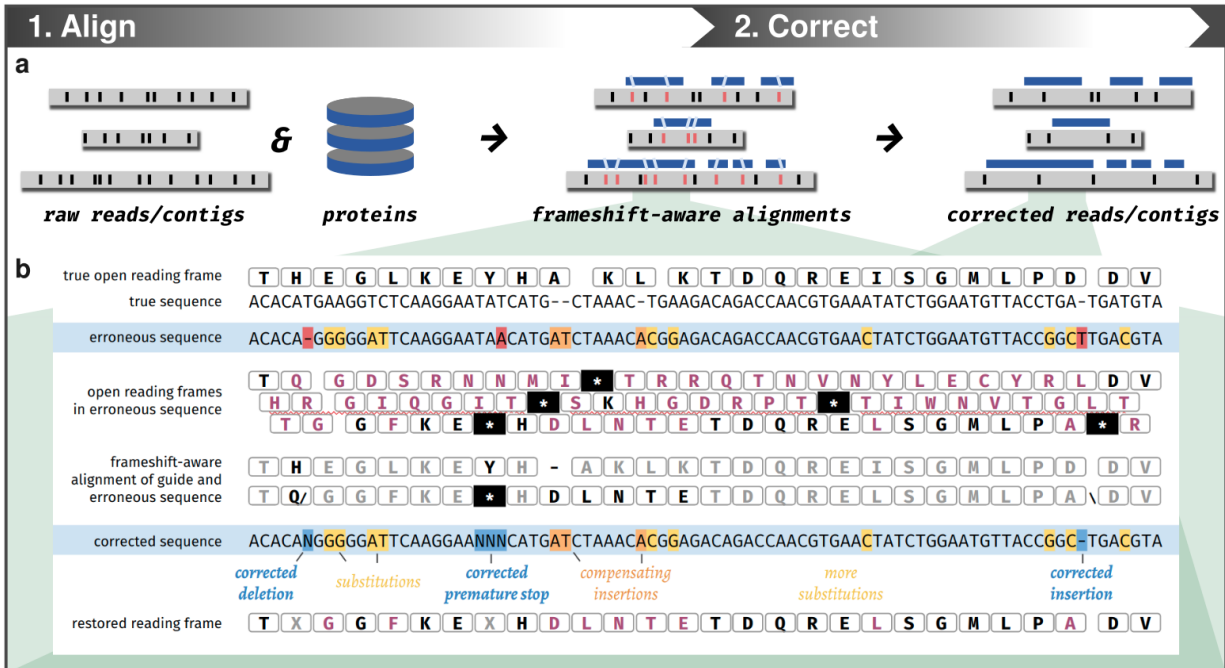 1. Align
2. Correct
a
&
raw reads/contigs
proteins
frameshift-aware alignments
corrected reads/contigs
b
true open reading frame T H E G L K E Y H A K L K T D Q R E I S G M L P D D V
true sequence ACACATGAAGGTCTCAAGGAATATCATG--CTAAAC-TGAAGACAGACCAACGTGAAATATCTGGAATGTTACCTGA-TGATGTA
erroneous sequence ACACA-GGGGGATTCAAGGAATAACATGATCTAAACACGGAGACAGACCAACGTGAACTATCTGGAATGTTACCGGCTTGACGTA
open reading frames
in erroneous sequence
T Q G D S R N N M I * T R R Q T N V N Y L E C Y R L D V
H R G I Q G I T * S K H G D R P T * T I W N V T G L T
T G G F K E * H D L N T E T D Q R E L S G M L P A * R
frameshift-aware
alignment of guide and
erroneous sequence
T H E G L K E Y H - A K L K T D Q R E I S G M L P D D V
T Q/ G G F K E * H D L N T E T D Q R E L S G M L P A \ D V
corrected sequence ACACANGGGGGATTCAAGGAANNNCATGATCTAAACACGGAGACAGACCAACGTGAACTATCTGGAATGTTACCGGC-TGACGTA
corrected
deletion
substitutions
corrected
premature stop
compensating
insertions
more
substitutions
corrected
insertion
restored reading frame T X G G F K E X H D L N T E T D Q R E L S G M L P A D V